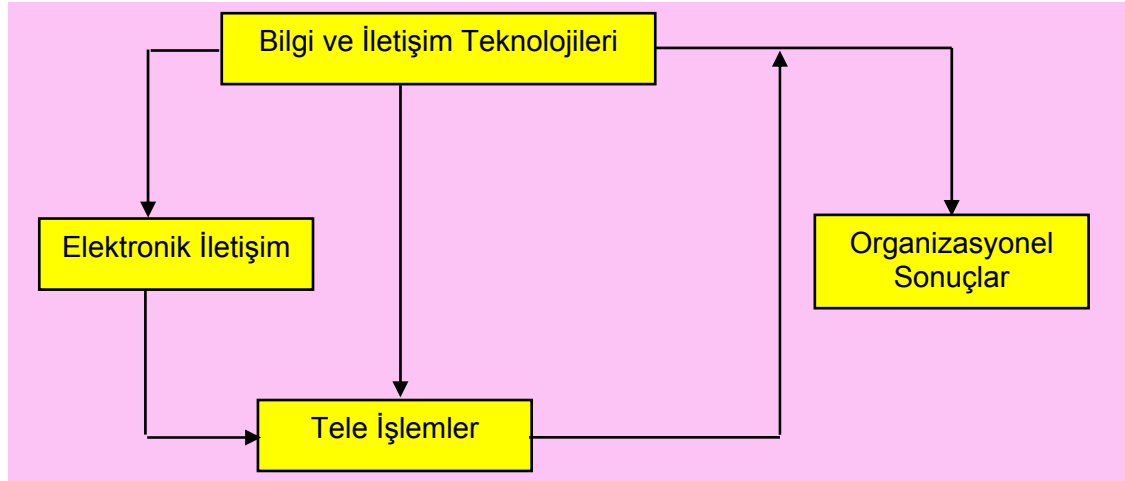 Bilgi ve İletişim Teknolojileri
Elektronik İletişim
Organizasyonel
Sonuçlar
Tele İşlemler